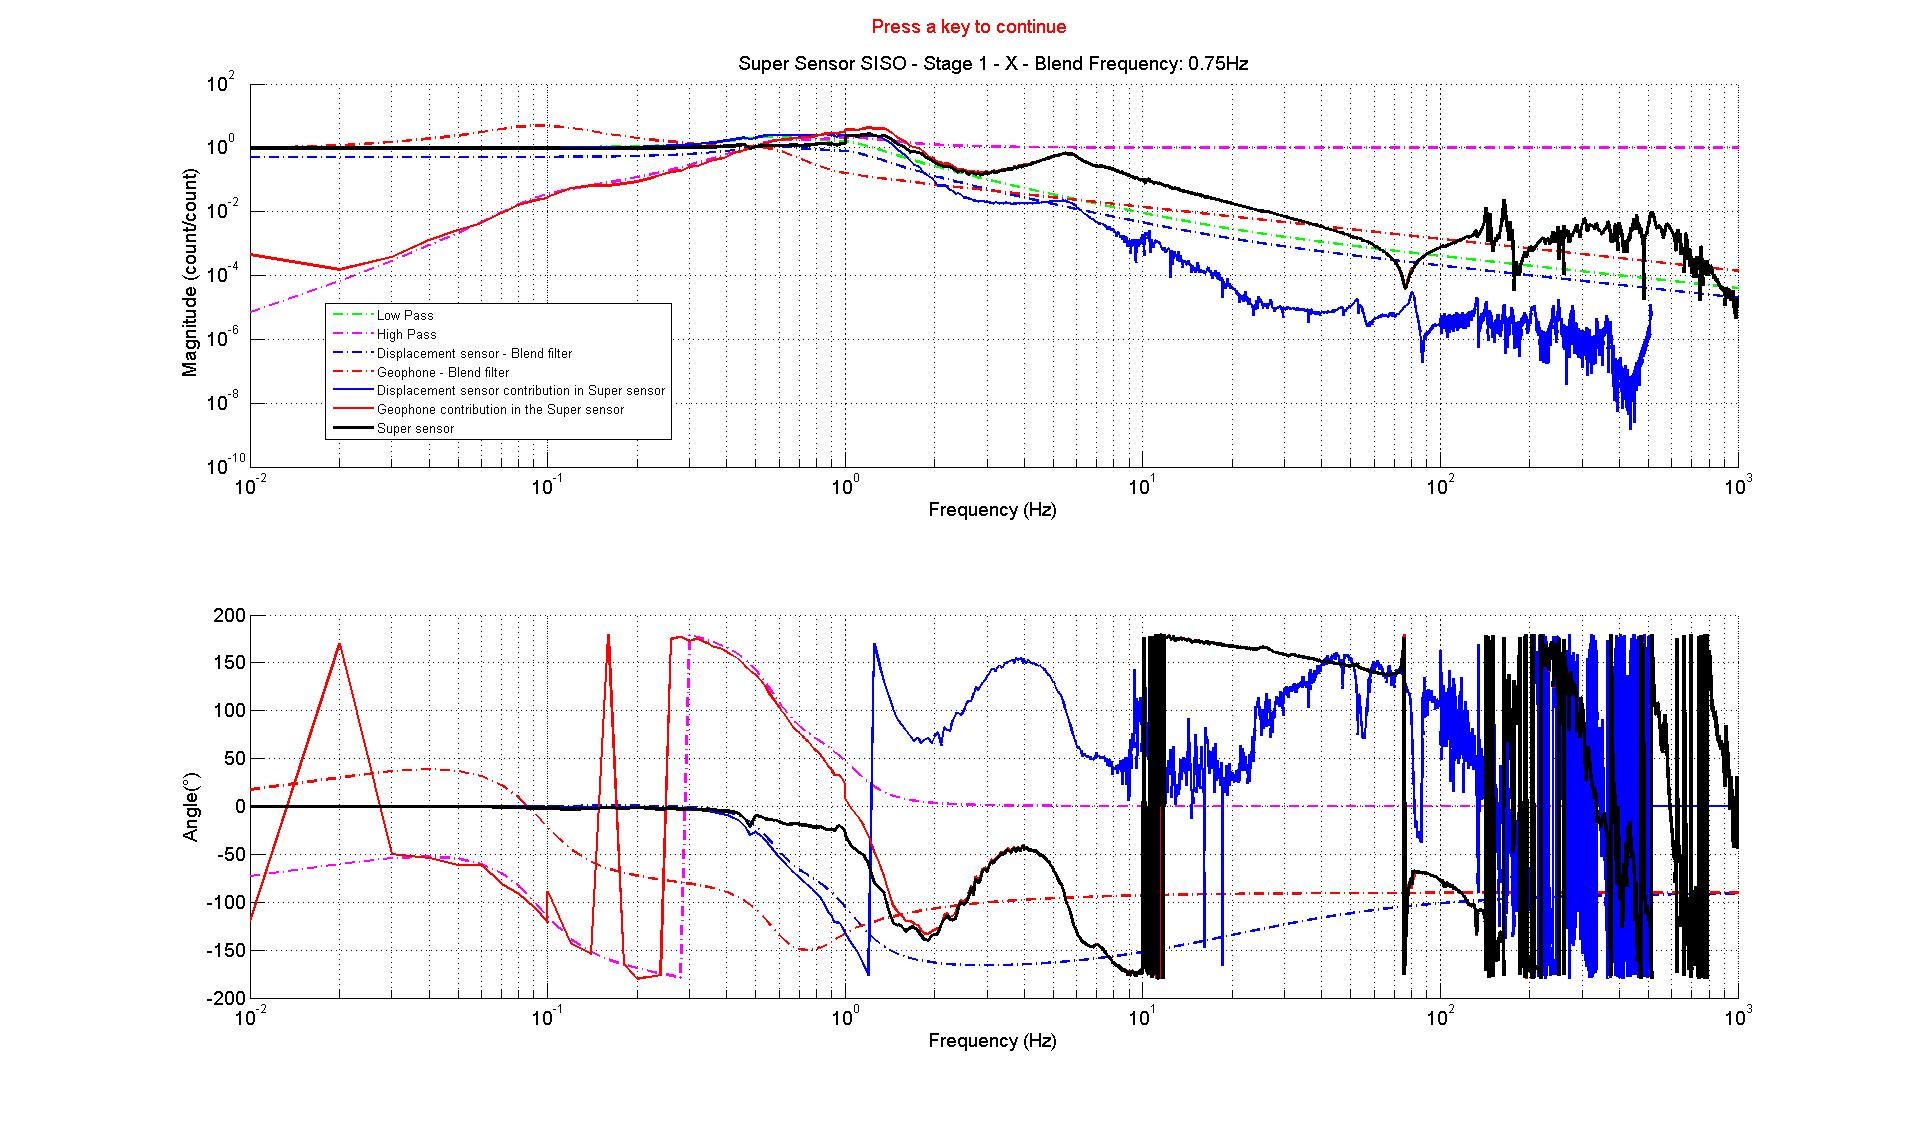 Press a key to continue
Super Sensor SISO - Stage 1 - X - Blend Frequency: 0.75Hz
Magnitude (count/count)
10^2
10^0
10^-2
10^-4
10^-6
10^-8
10^-10
Low Pass
High Pass
Displacement sensor - Blend filter
Geophone - Blend filter
Displacement sensor contribution in Super sensor
Geophone contribution in the Super sensor
Super sensor
10^-2 10^-1 10^0 10^1 10^2 10^3
Frequency (Hz)
Angle(°)
200
150
100
50
0
-50
-100
-150
-200
10^-2 10^-1 10^0 10^1 10^2 10^3
Frequency (Hz)